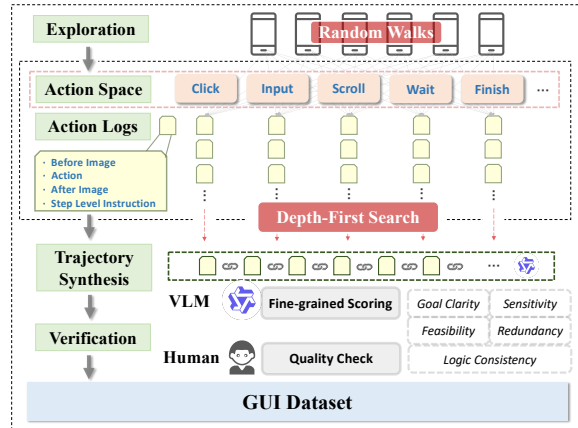 Exploration
Random Walks
Action Space
Click
Input
Scroll
Wait
Finish
...
Action Logs
· Before Image
· Action
· After Image
· Step Level Instruction
Depth-First Search
Trajectory
Synthesis
...
VLM
Fine-grained Scoring
Goal Clarity
Sensitivity
Feasibility
Redundancy
Verification
Human
Quality Check
Logic Consistency
GUI Dataset